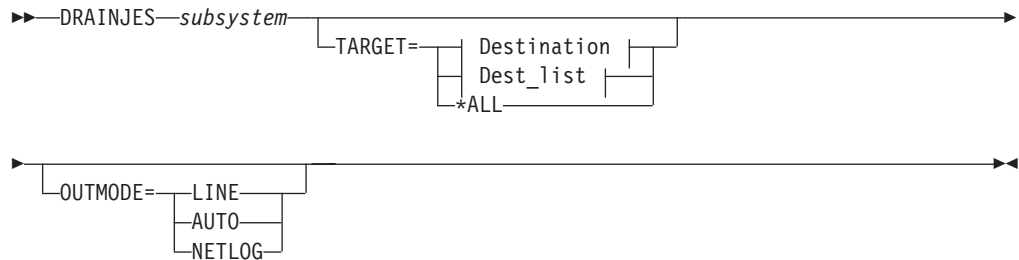 DRAINJES subsystem
TARGET= Destination
Dest_list
*ALL
OUTMODE= LINE
AUTO
NETLOG